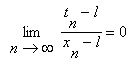 lim n → ∞ (t_n − l)/(x_n − l) = 0